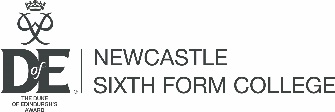 DofE
THE DUKE
OF EDINBURGH'S
AWARD
NEWCASTLE
SIXTH FORM COLLEGE